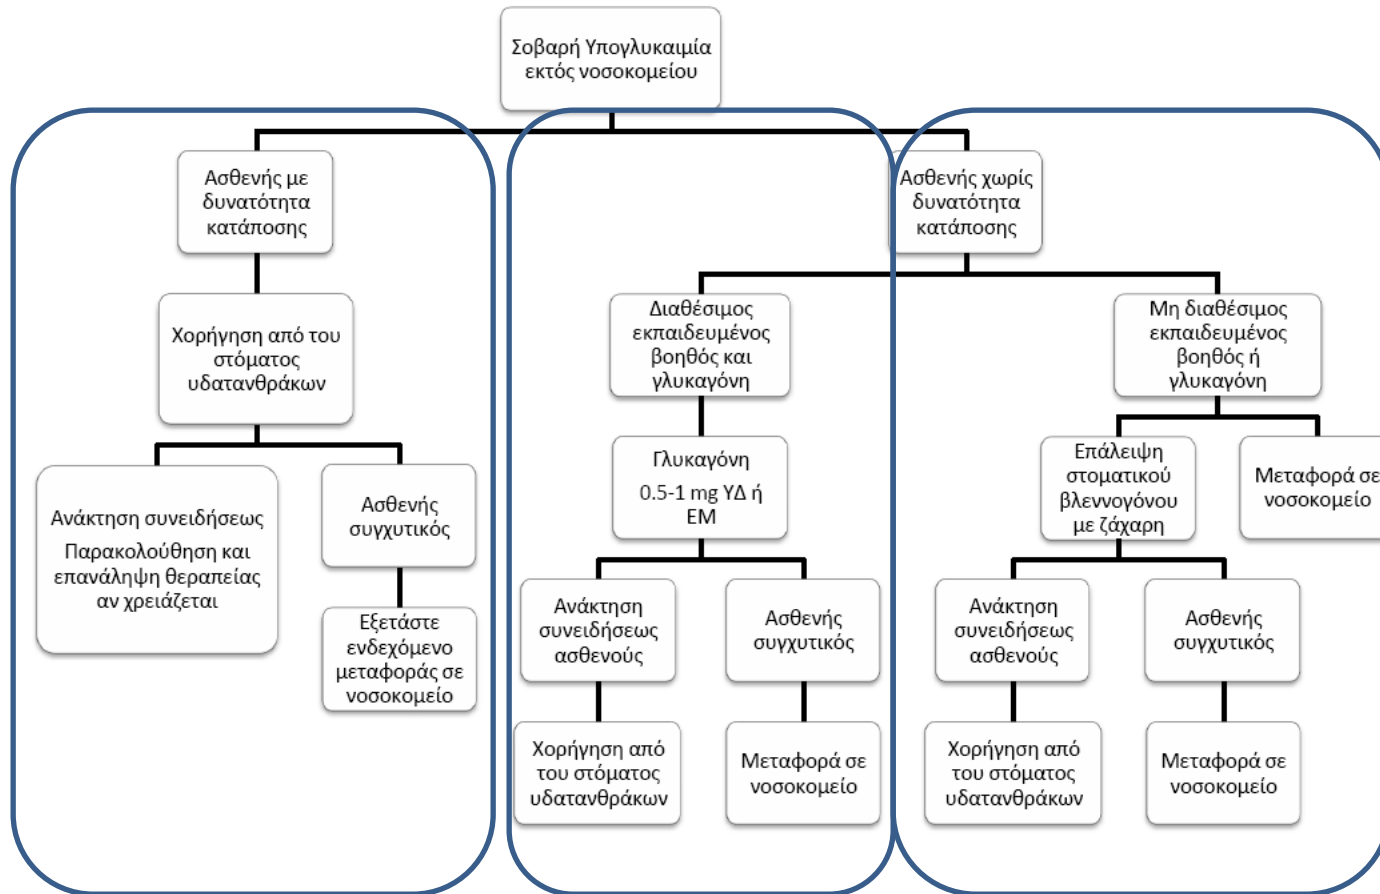 Σοβαρή Υπογλυκαιμία
εκτός νοσοκομείου
Ασθενής με
δυνατότητα
κατάποσης
Ασθενής χωρίς
δυνατότητα
κατάποσης
Χορήγηση από του
στόματος
υδατανθράκων
Διαθέσιμος
εκπαιδευμένος
βοηθός και
γλυκαγόνη
Μη διαθέσιμος
εκπαιδευμένος
βοηθός ή
γλυκαγόνη
Ανάκτηση συνειδήσεως
Παρακολούθηση και
επανάληψη θεραπείας
αν χρειάζεται
Ασθενής
συγχυτικός
Γλυκαγόνη
0.5-1 mg ΥΔ ή
ΕΜ
Επάλειψη
στοματικού
βλεννογόνου
με ζάχαρη
Μεταφορά σε
νοσοκομείο
Εξετάστε
ενδεχόμενο
μεταφοράς σε
νοσοκομείο
Ανάκτηση
συνειδήσεως
ασθενούς
Ασθενής
συγχυτικός
Ανάκτηση
συνειδήσεως
ασθενούς
Ασθενής
συγχυτικός
Χορήγηση από
του στόματος
υδατανθράκων
Μεταφορά σε
νοσοκομείο
Χορήγηση από
του στόματος
υδατανθράκων
Μεταφορά σε
νοσοκομείο